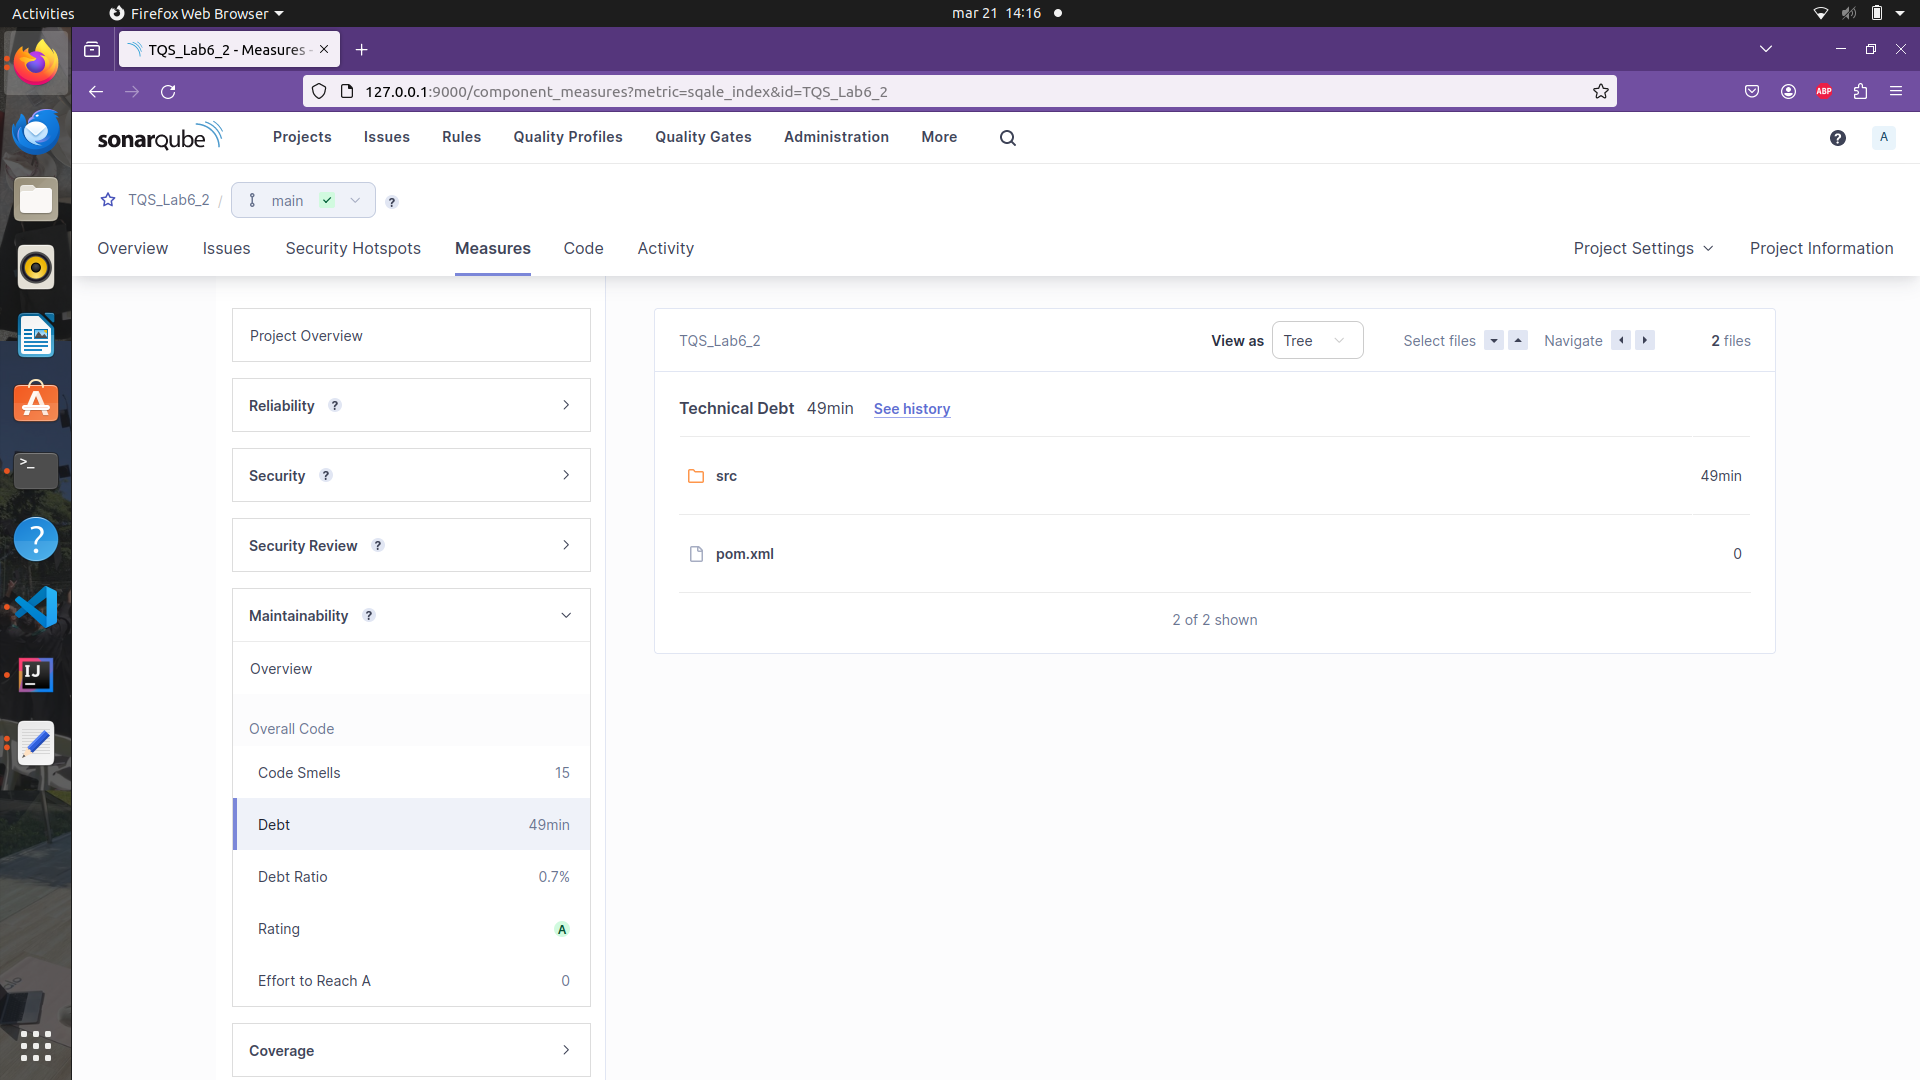 Activities
Firefox Web Browser
mar 21 14:16
TQS_Lab6_2 - Measures -
127.0.0.1:9000/component_measures?metric=sqale_index&id=TQS_Lab6_2
ABP
sonarqube
Projects
Issues
Rules
Quality Profiles
Quality Gates
Administration
More
?
A
TQS_Lab6_2 /
main
?
Overview
Issues
Security Hotspots
Measures
Code
Activity
Project Settings
Project Information
Project Overview
Reliability ?
Security ?
Security Review ?
Maintainability ?
Overview
Overall Code
Code Smells 15
Debt 49min
Debt Ratio 0.7%
Rating A
Effort to Reach A 0
Coverage
TQS_Lab6_2
View as Tree
Select files
Navigate
2 files
Technical Debt 49min See history
src 49min
pom.xml 0
2 of 2 shown